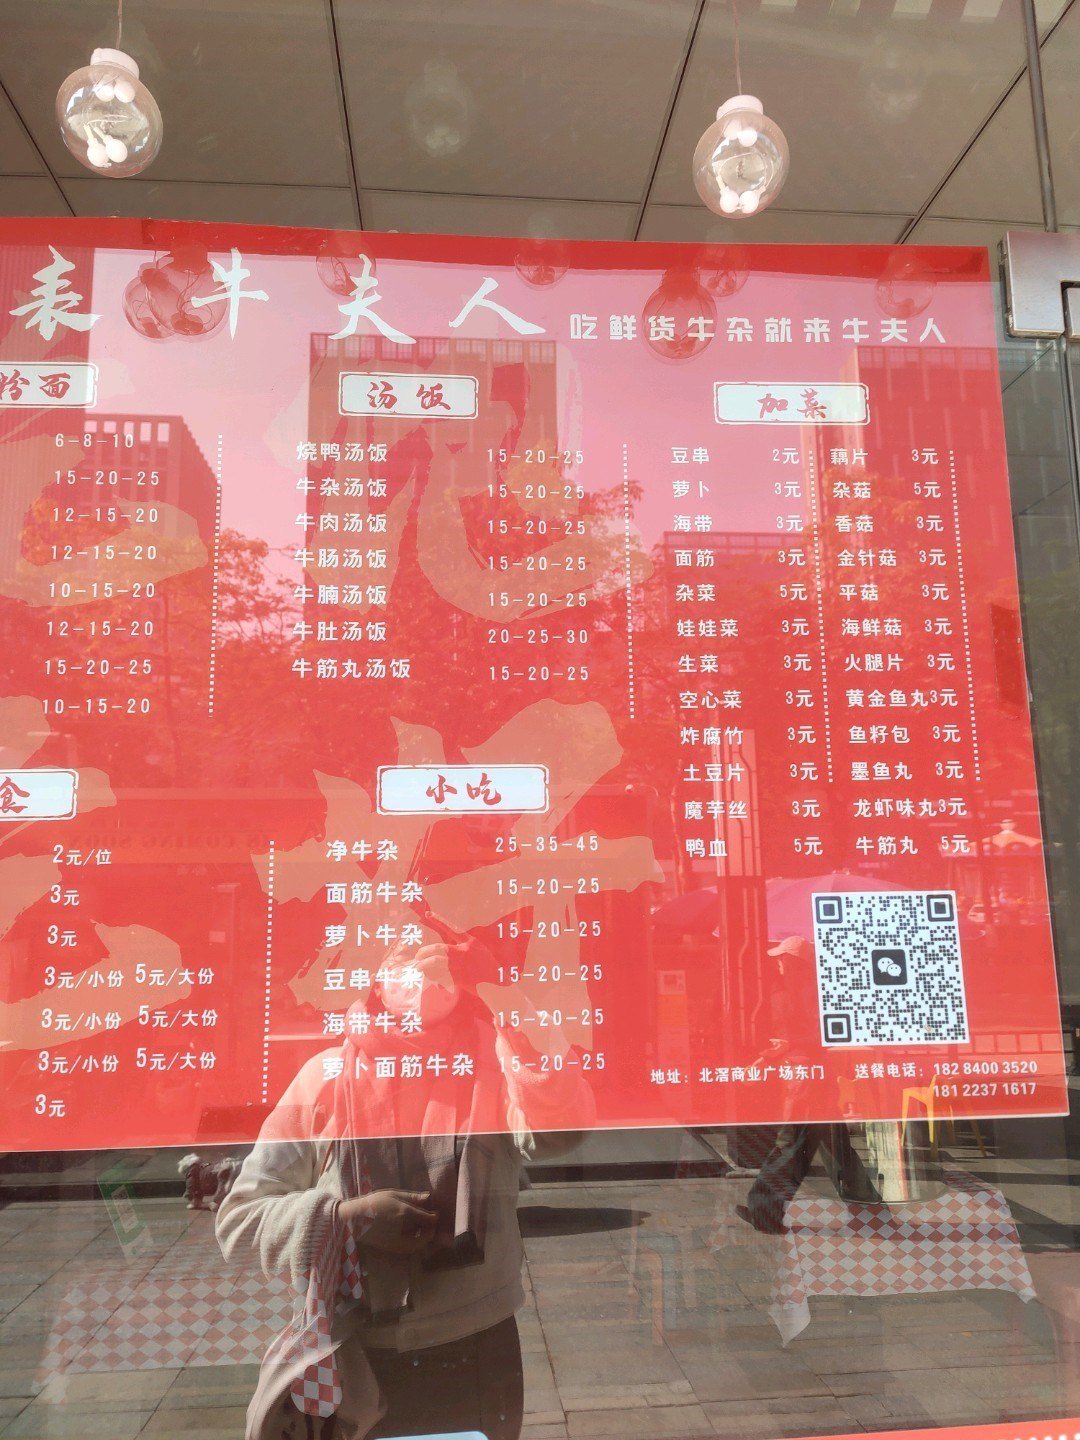 表 牛夫人 吃鲜货牛杂就来牛夫人
粉面
6-8-10
15-20-25
12-15-20
12-15-20
10-15-20
12-15-20
15-20-25
10-15-20
汤饭
烧鸭汤饭 15-20-25
牛杂汤饭 15-20-25
牛肉汤饭 15-20-25
牛肠汤饭 15-20-25
牛腩汤饭 15-20-25
牛肚汤饭 20-25-30
牛筋丸汤饭 15-20-25
加菜
豆串 2元 藕片 3元
萝卜 3元 杂菇 5元
海带 3元 香菇 3元
面筋 3元 金针菇 3元
杂菜 5元 平菇 3元
娃娃菜 3元 海鲜菇 3元
生菜 3元 火腿片 3元
空心菜 3元 黄金鱼丸3元
炸腐竹 3元 鱼籽包 3元
土豆片 3元 墨鱼丸 3元
魔芋丝 3元 龙虾味丸3元
鸭血 5元 牛筋丸 5元
食
2元/位
3元
3元
3元/小份 5元/大份
3元/小份 5元/大份
3元/小份 5元/大份
3元
小吃
净牛杂 25-35-45
面筋牛杂 15-20-25
萝卜牛杂 15-20-25
豆串牛杂 15-20-25
海带牛杂 15-20-25
萝卜面筋牛杂 15-20-25
地址：北滘商业广场东门 送餐电话：182 8400 3520
181 2237 1617